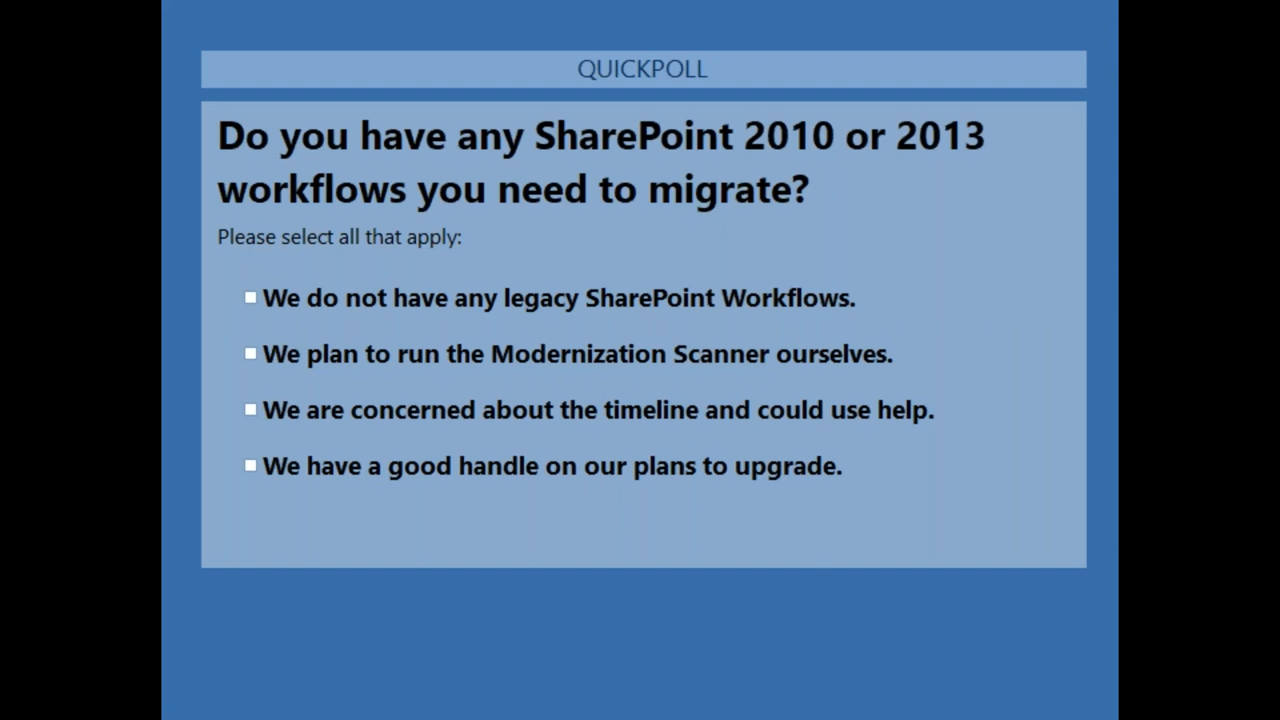 QUICKPOLL
Do you have any SharePoint 2010 or 2013
workflows you need to migrate?
Please select all that apply:
We do not have any legacy SharePoint Workflows.
We plan to run the Modernization Scanner ourselves.
We are concerned about the timeline and could use help.
We have a good handle on our plans to upgrade.